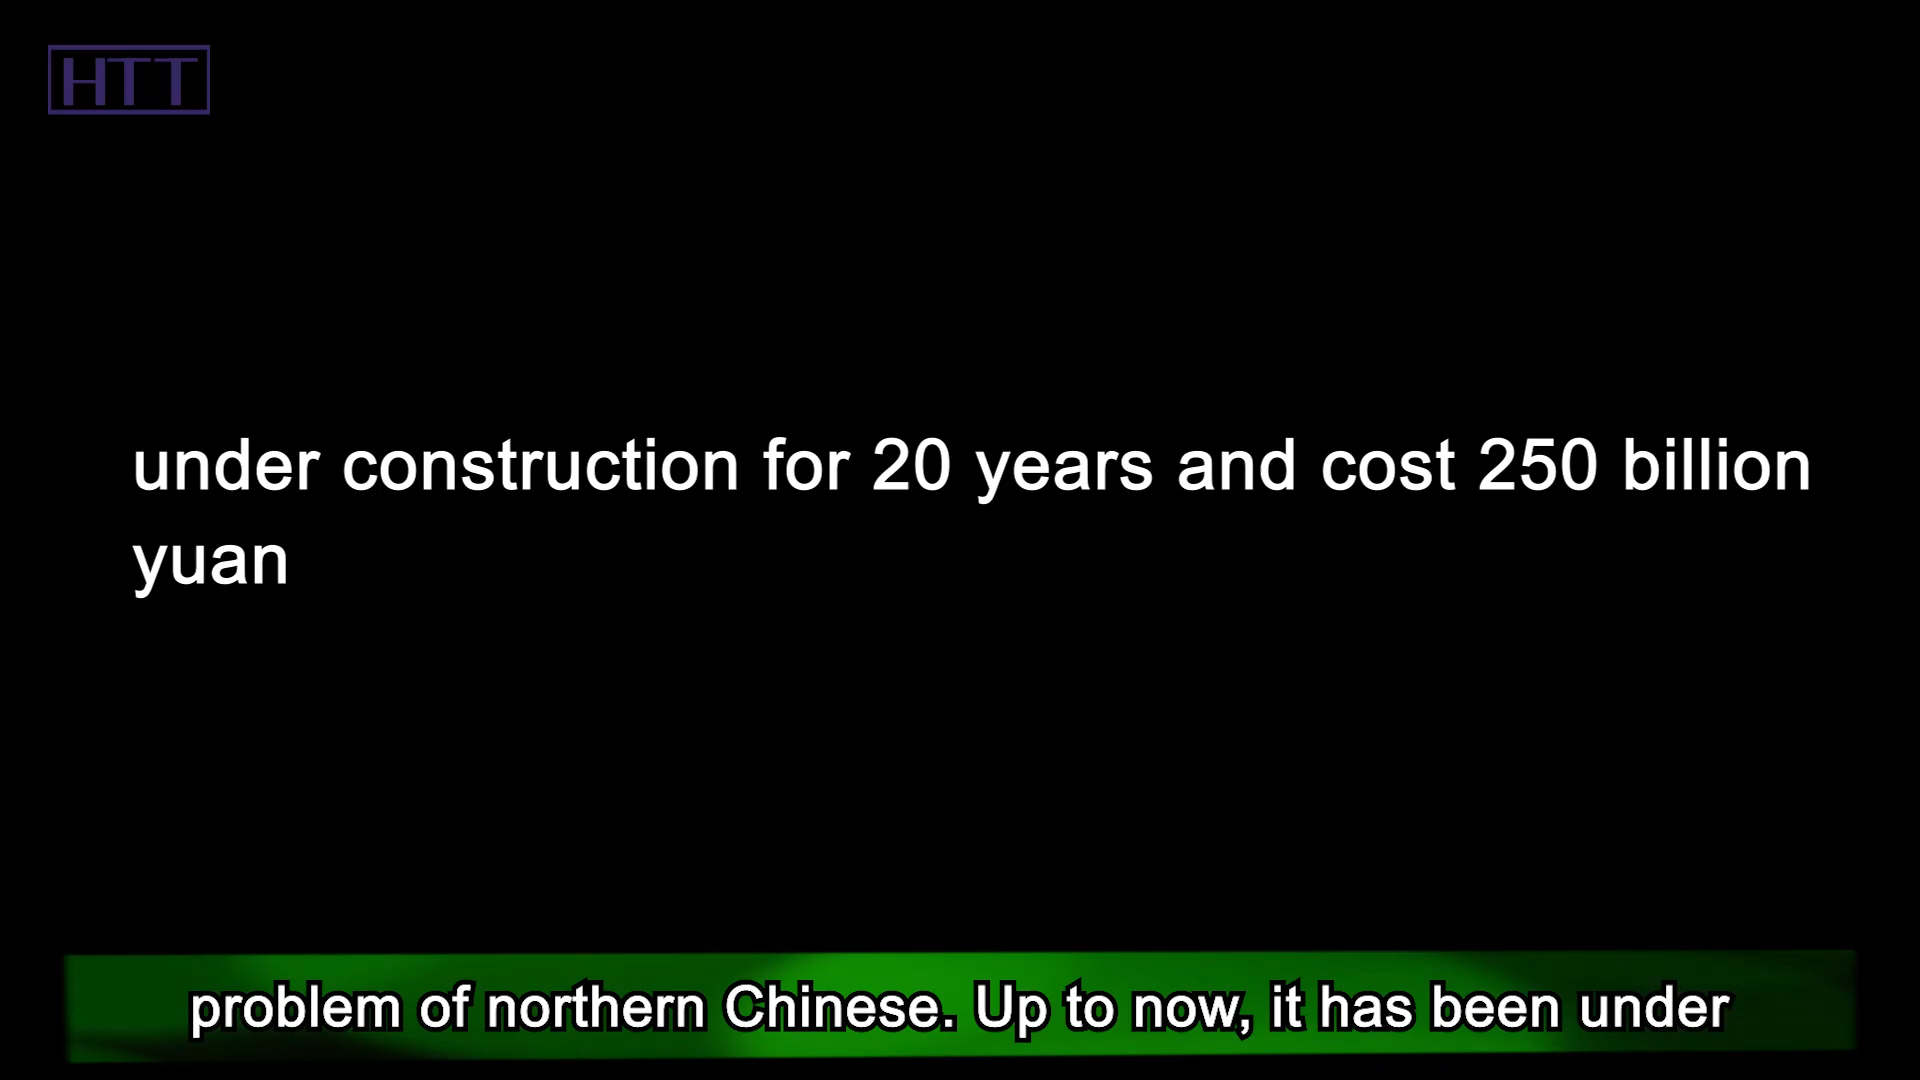 HTT
under construction for 20 years and cost 250 billion
yuan
problem of northern Chinese. Up to now, it has been under